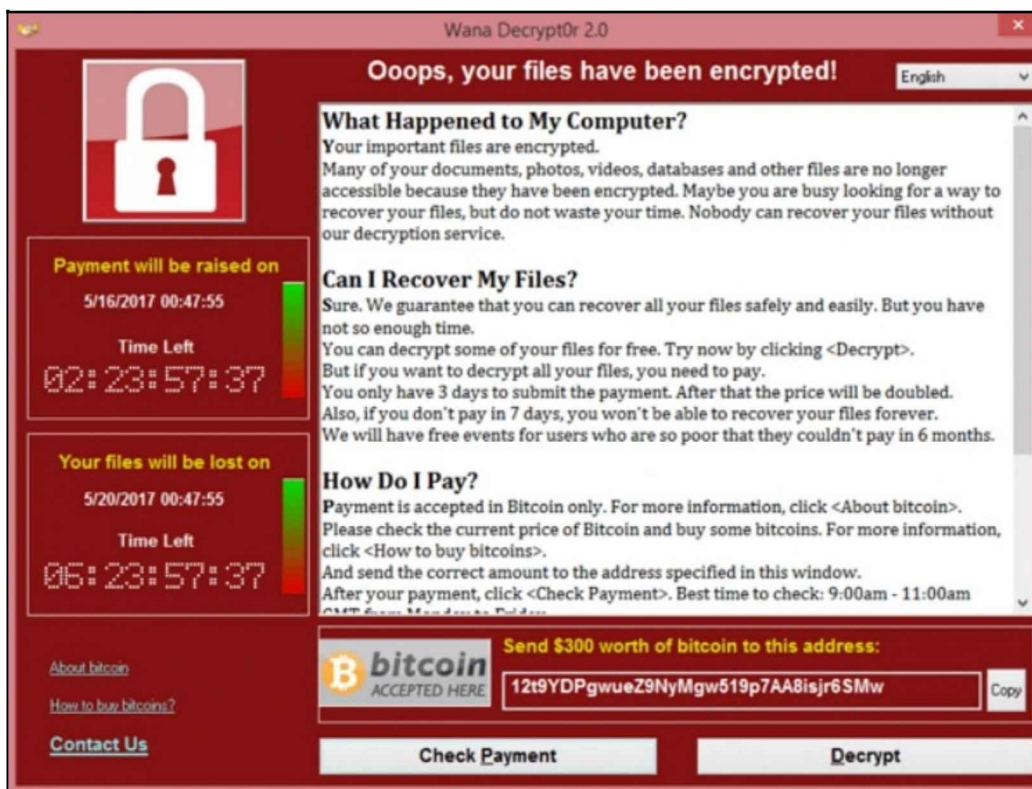 Wana Decrypt0r 2.0
Ooops, your files have been encrypted!
English
What Happened to My Computer?
Your important files are encrypted.
Many of your documents, photos, videos, databases and other files are no longer
accessible because they have been encrypted. Maybe you are busy looking for a way to
recover your files, but do not waste your time. Nobody can recover your files without
our decryption service.
Can I Recover My Files?
Sure. We guarantee that you can recover all your files safely and easily. But you have
not so enough time.
You can decrypt some of your files for free. Try now by clicking <Decrypt>.
But if you want to decrypt all your files, you need to pay.
You only have 3 days to submit the payment. After that the price will be doubled.
Also, if you don't pay in 7 days, you won't be able to recover your files forever.
We will have free events for users who are so poor that they couldn't pay in 6 months.
How Do I Pay?
Payment is accepted in Bitcoin only. For more information, click <About bitcoin>.
Please check the current price of Bitcoin and buy some bitcoins. For more information,
click <How to buy bitcoins>.
And send the correct amount to the address specified in this window.
After your payment, click <Check Payment>. Best time to check: 9:00am - 11:00am
GMT from Monday to Friday
Payment will be raised on
5/16/2017 00:47:55
Time Left
02:23:57:37
Your files will be lost on
5/20/2017 00:47:55
Time Left
06:23:57:37
About bitcoin
How to buy bitcoins?
Contact Us
bitcoin
ACCEPTED HERE
Send $300 worth of bitcoin to this address:
12t9YDPgwueZ9NyMgw519p7AA8isjr6SMw
Copy
Check Payment
Decrypt